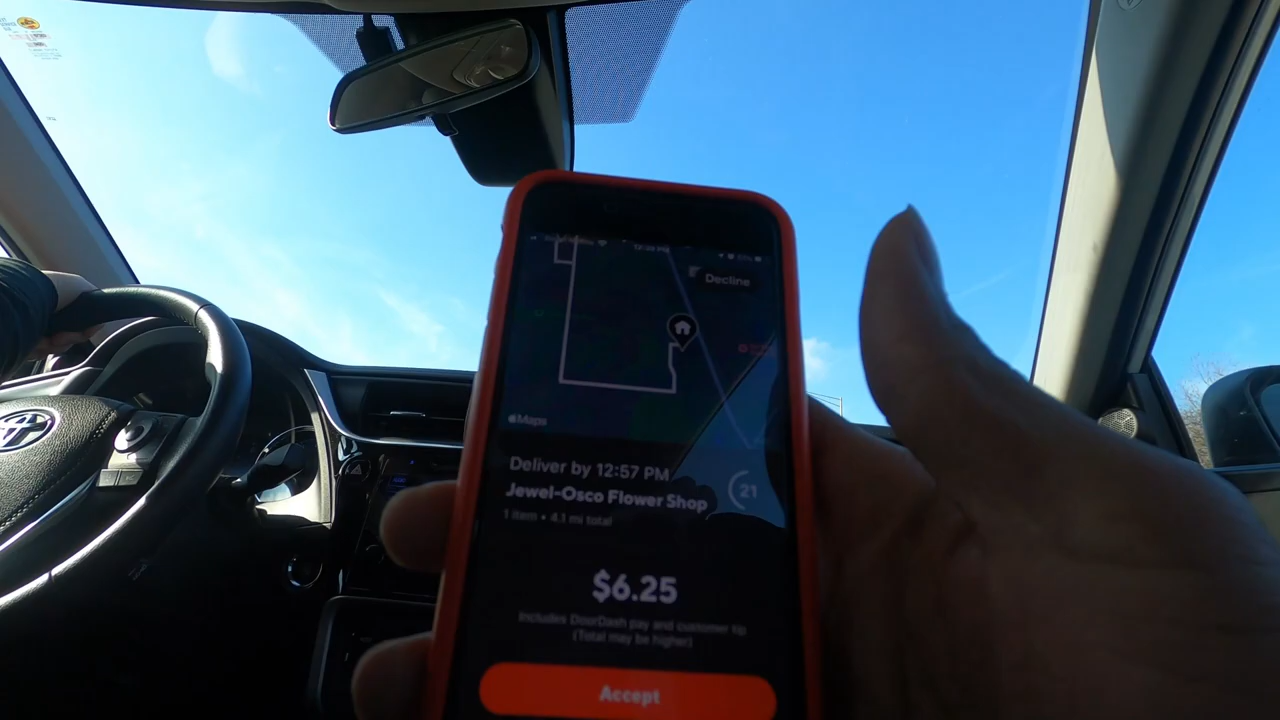 Decline
Maps
Deliver by 12:57 PM
Jewel-Osco Flower Shop
21
1 item • 4.1 mi total
$6.25
Includes DoorDash pay and customer tip
(Total may be higher)
Accept